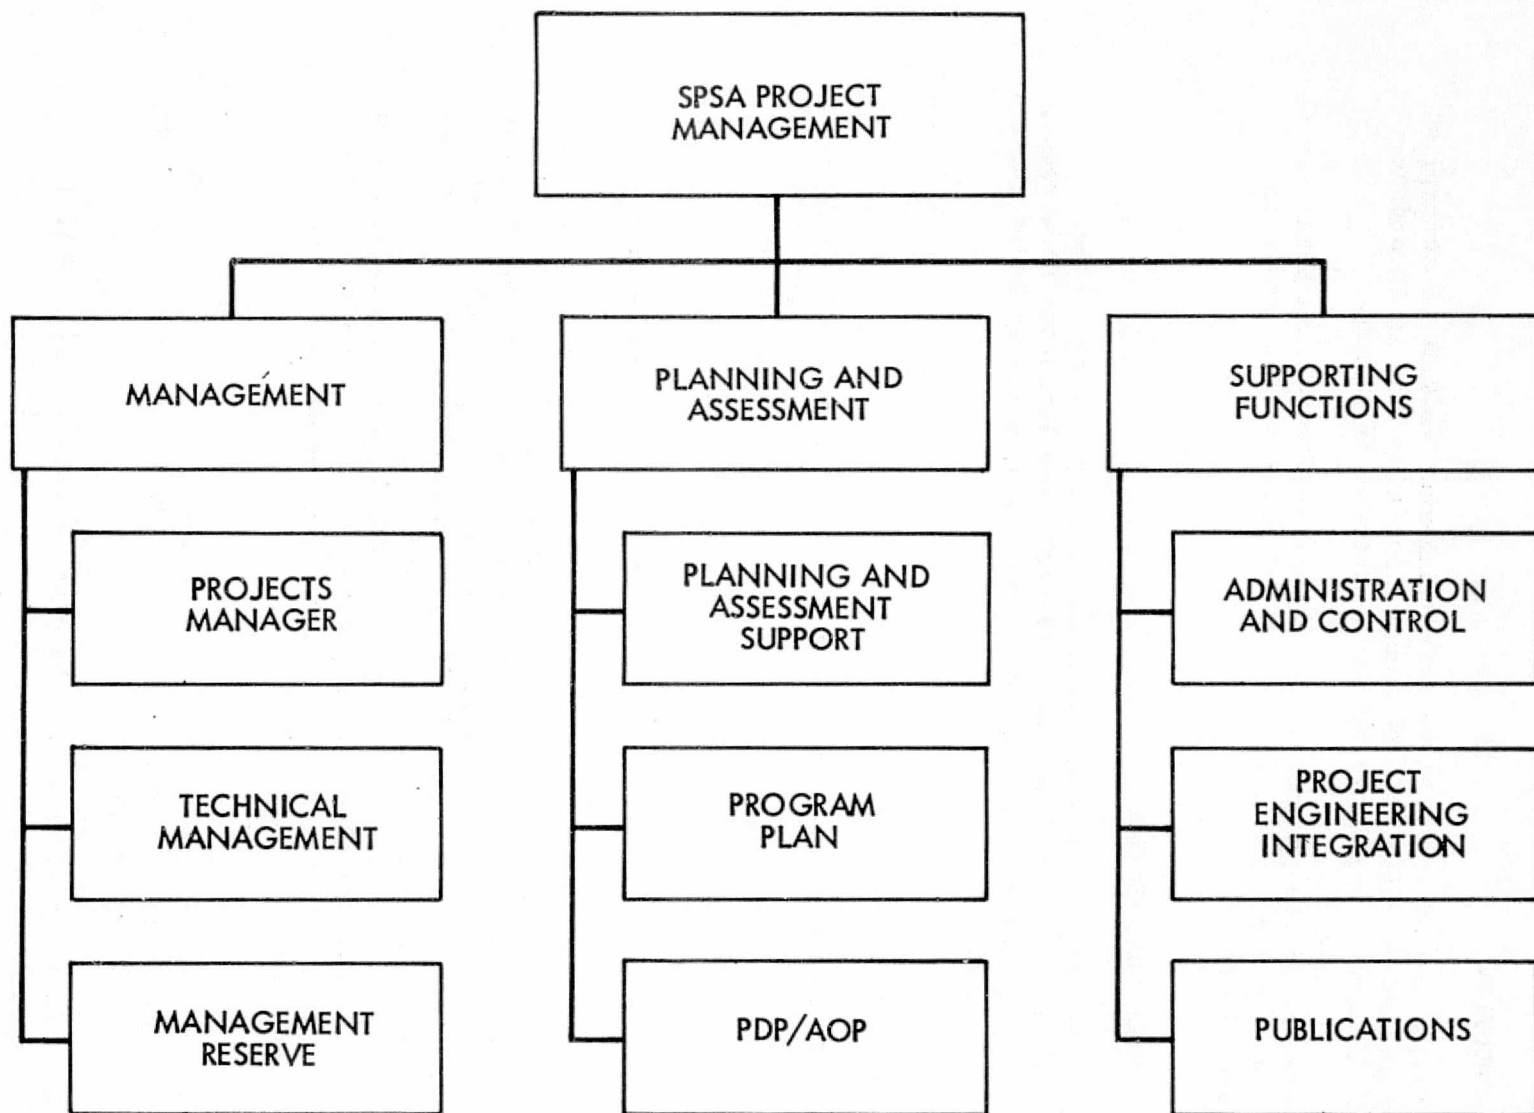 SPSA PROJECT
MANAGEMENT
MANAGEMENT
PLANNING AND
ASSESSMENT
SUPPORTING
FUNCTIONS
PROJECTS
MANAGER
PLANNING AND
ASSESSMENT
SUPPORT
ADMINISTRATION
AND CONTROL
TECHNICAL
MANAGEMENT
PROGRAM
PLAN
PROJECT
ENGINEERING
INTEGRATION
MANAGEMENT
RESERVE
PDP/AOP
PUBLICATIONS